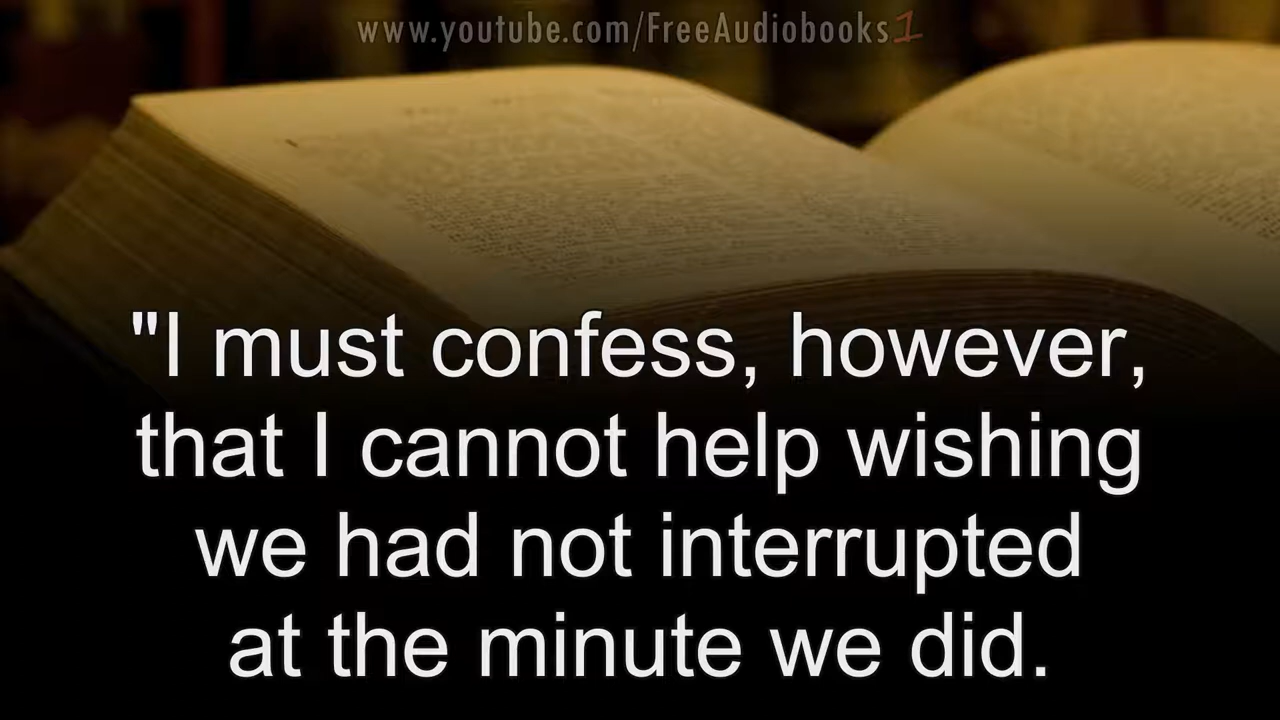 www.youtube.com/FreeAudiobooks1
"I must confess, however,
that I cannot help wishing
we had not interrupted
at the minute we did.